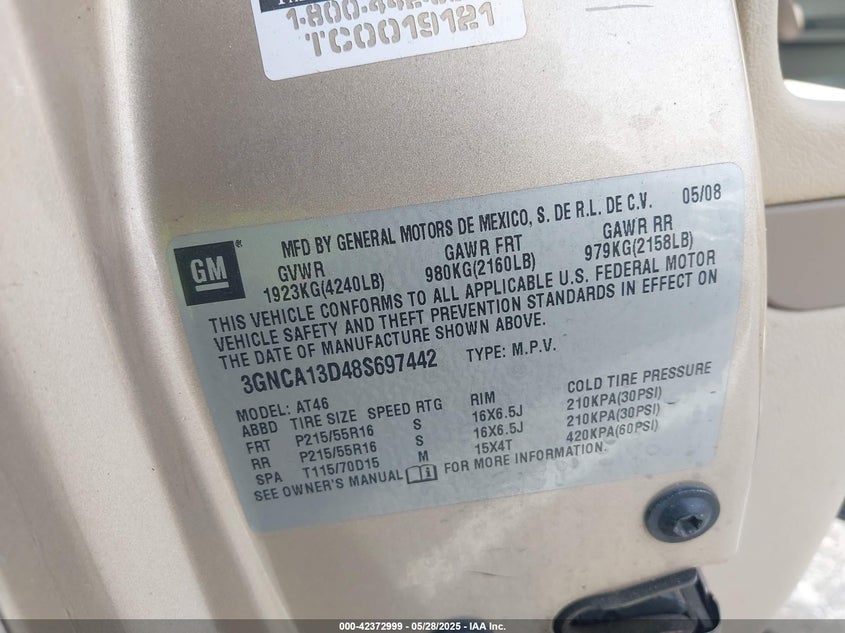 TC0019121
GM
MFD BY GENERAL MOTORS DE MEXICO, S. DE R.L. DE C.V. 05/08
GVWR GAWR FRT GAWR RR
1923KG(4240LB) 980KG(2160LB) 979KG(2158LB)
THIS VEHICLE CONFORMS TO ALL APPLICABLE U.S. FEDERAL MOTOR
VEHICLE SAFETY AND THEFT PREVENTION STANDARDS IN EFFECT ON
THE DATE OF MANUFACTURE SHOWN ABOVE.
3GNCA13D48S697442 TYPE: M.P.V.
MODEL: AT46
ABBD TIRE SIZE SPEED RTG RIM COLD TIRE PRESSURE
FRT P215/55R16 S 16X6.5J 210KPA(30PSI)
RR P215/55R16 S 16X6.5J 210KPA(30PSI)
SPA T115/70D15 M 15X4T 420KPA(60PSI)
SEE OWNER'S MANUAL FOR MORE INFORMATION.
000-42372999 | 05/28/2025 - IAA Inc.